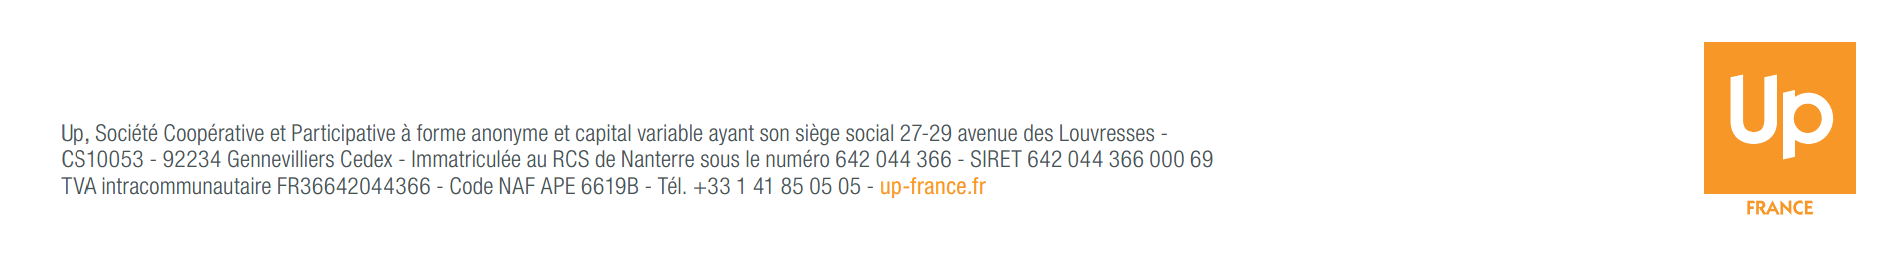 Up, Société Coopérative et Participative à forme anonyme et capital variable ayant son siège social 27-29 avenue des Louvresses -
CS10053 - 92234 Gennevilliers Cedex - Immatriculée au RCS de Nanterre sous le numéro 642 044 366 - SIRET 642 044 366 000 69
TVA intracommunautaire FR36642044366 - Code NAF APE 6619B - Tél. +33 1 41 85 05 05 - up-france.fr
Up
FRANCE